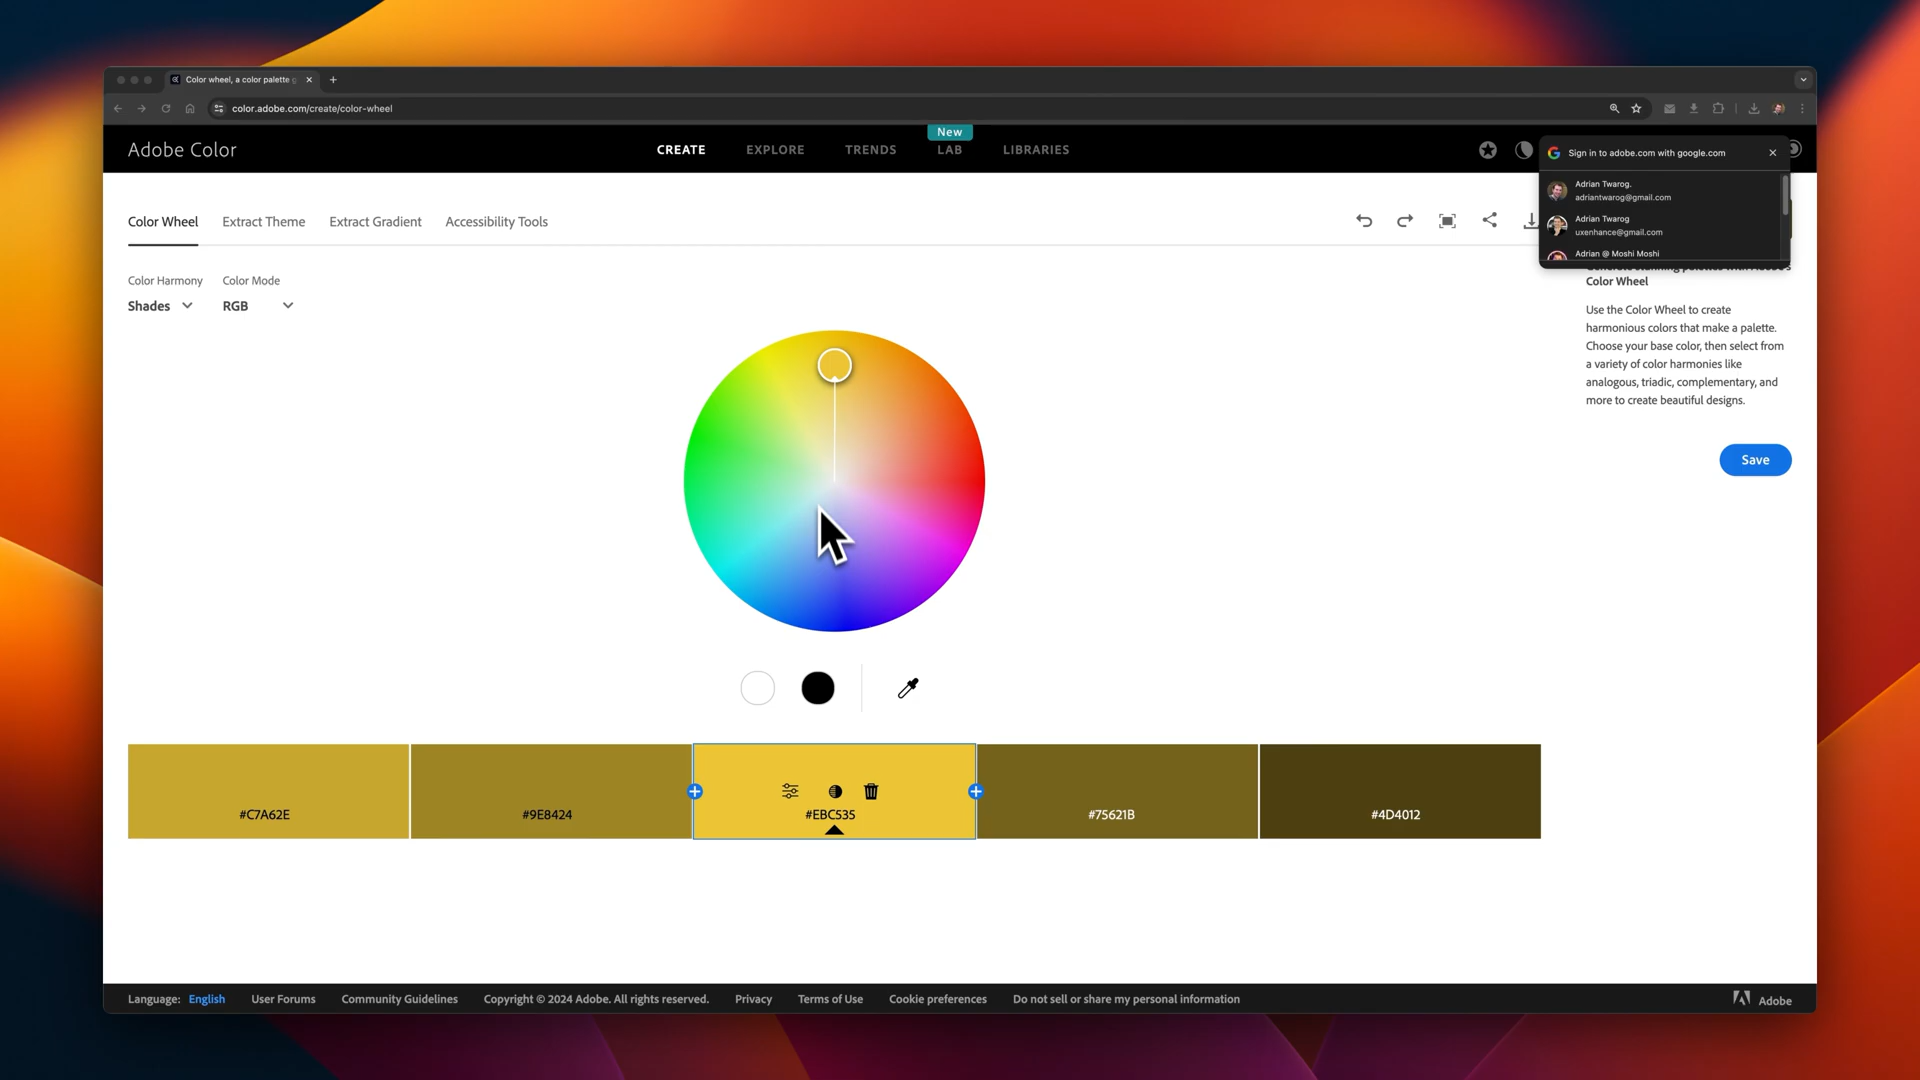 Color wheel, a color palette g
color.adobe.com/create/color-wheel
Adobe Color
CREATE
EXPLORE
TRENDS
New
LAB
LIBRARIES
Sign in to adobe.com with google.com
Adrian Twarog.
adriantwarog@gmail.com
Adrian Twarog
uxenhance@gmail.com
Adrian @ Moshi Moshi
Color Wheel
Extract Theme
Extract Gradient
Accessibility Tools
Color Harmony
Shades
Color Mode
RGB
Generate stunning palettes with Adobe's
Color Wheel
Use the Color Wheel to create
harmonious colors that make a palette.
Choose your base color, then select from
a variety of color harmonies like
analogous, triadic, complementary, and
more to create beautiful designs.
Save
#C7A62E
#9E8424
#EBC535
#75621B
#4D4012
Language: English
User Forums
Community Guidelines
Copyright © 2024 Adobe. All rights reserved.
Privacy
Terms of Use
Cookie preferences
Do not sell or share my personal information
Adobe